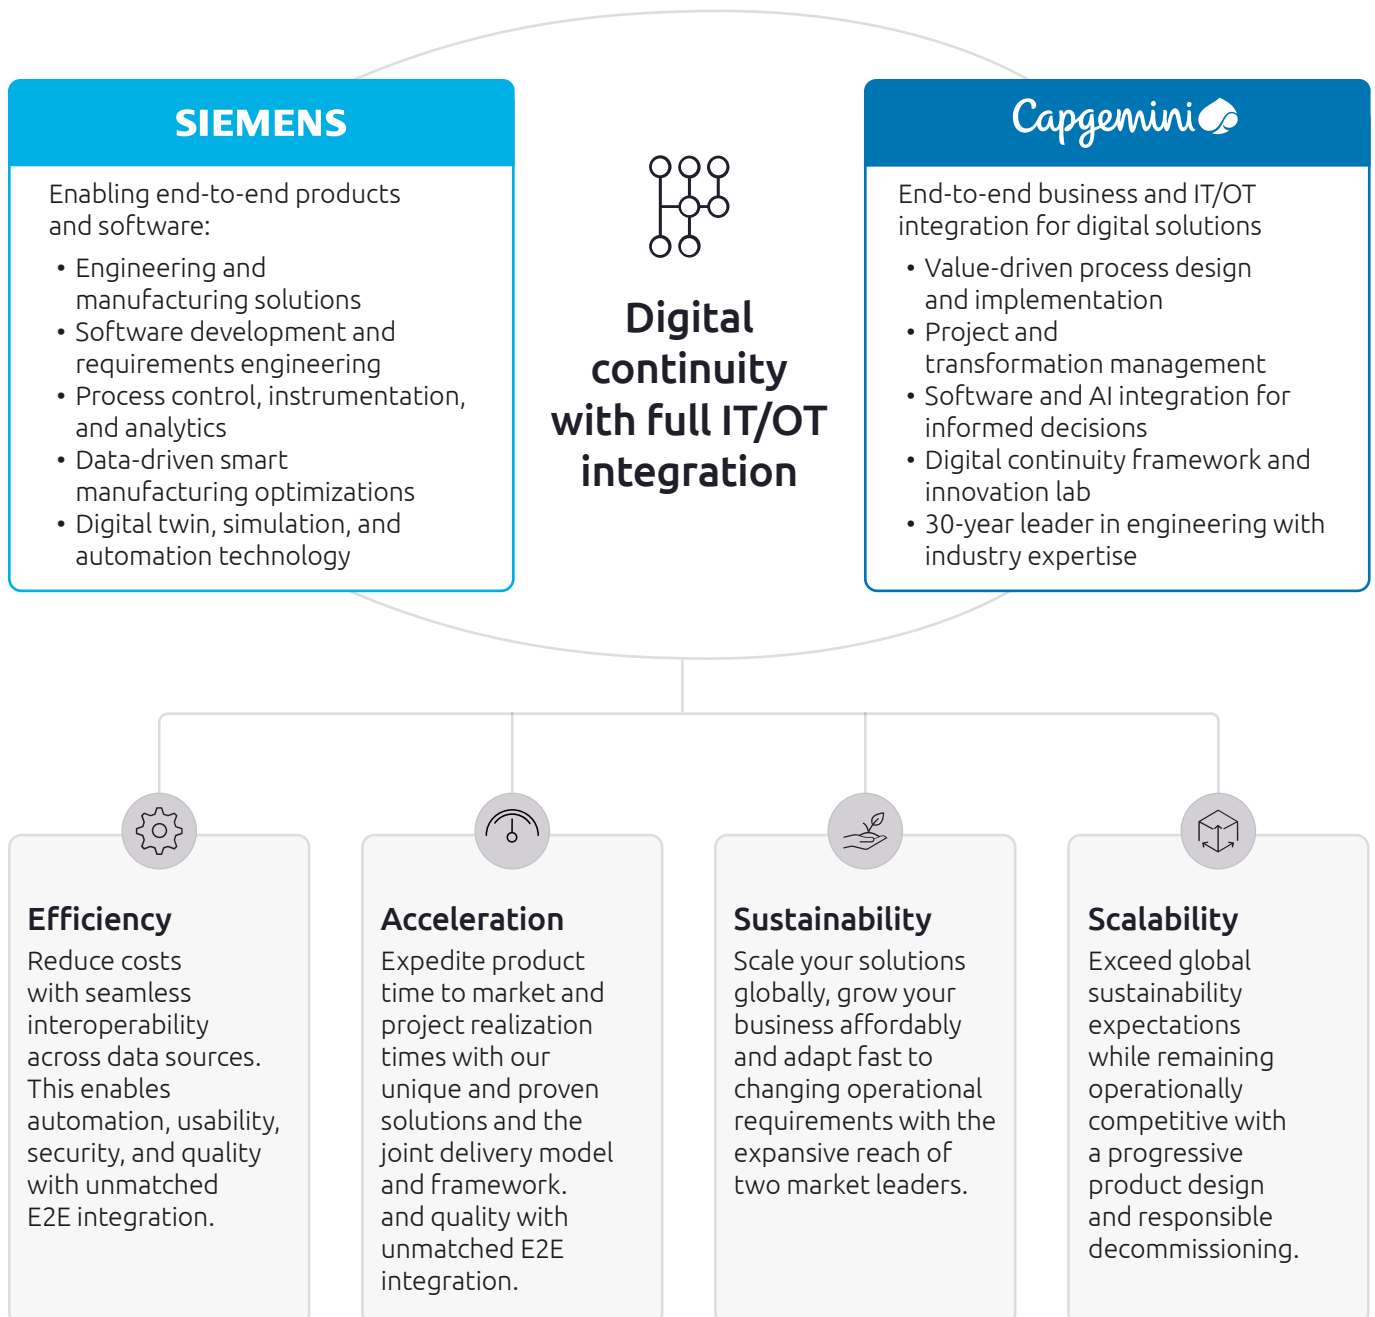 SIEMENS
Enabling end-to-end products
and software:
• Engineering and
manufacturing solutions
• Software development and
requirements engineering
• Process control, instrumentation,
and analytics
• Data-driven smart
manufacturing optimizations
• Digital twin, simulation, and
automation technology
Digital
continuity
with full IT/OT
integration
Capgemini
End-to-end business and IT/OT
integration for digital solutions
• Value-driven process design
and implementation
• Project and
transformation management
• Software and AI integration for
informed decisions
• Digital continuity framework and
innovation lab
• 30-year leader in engineering with
industry expertise
Efficiency
Reduce costs
with seamless
interoperability
across data sources.
This enables
automation, usability,
security, and quality
with unmatched
E2E integration.
Acceleration
Expedite product
time to market and
project realization
times with our
unique and proven
solutions and the
joint delivery model
and framework.
and quality with
unmatched E2E
integration.
Sustainability
Scale your solutions
globally, grow your
business affordably
and adapt fast to
changing operational
requirements with the
expansive reach of
two market leaders.
Scalability
Exceed global
sustainability
expectations
while remaining
operationally
competitive with
a progressive
product design
and responsible
decommissioning.